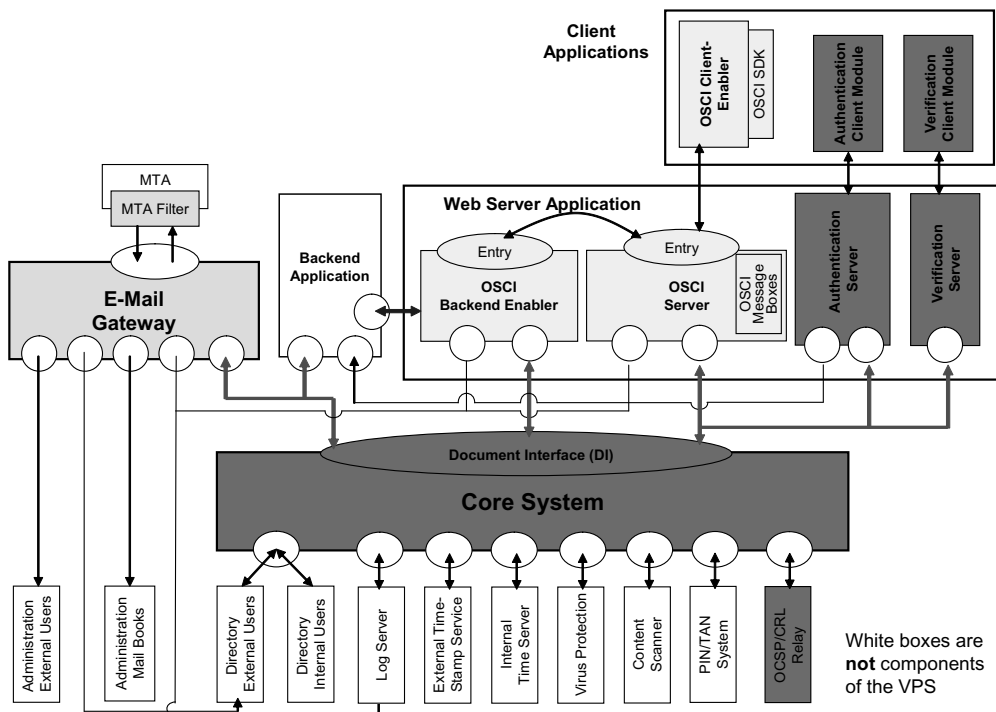 Client
Applications
OSCI Client-
Enabler
OSCI SDK
Authentication
Client Module
Verification
Client Module
MTA
MTA Filter
E-Mail
Gateway
Backend
Application
Web Server Application
Entry
OSCI
Backend Enabler
Entry
OSCI
Server
OSCI
Message
Boxes
Authentication
Server
Verification
Server
Document Interface (DI)
Core System
Administration
External Users
Administration
Mail Books
Directory
External Users
Directory
Internal Users
Log Server
External Time-
Stamp Service
Internal
Time Server
Virus Protection
Content
Scanner
PIN/TAN
System
OCSP/CRL
Relay
White boxes are
not components
of the VPS